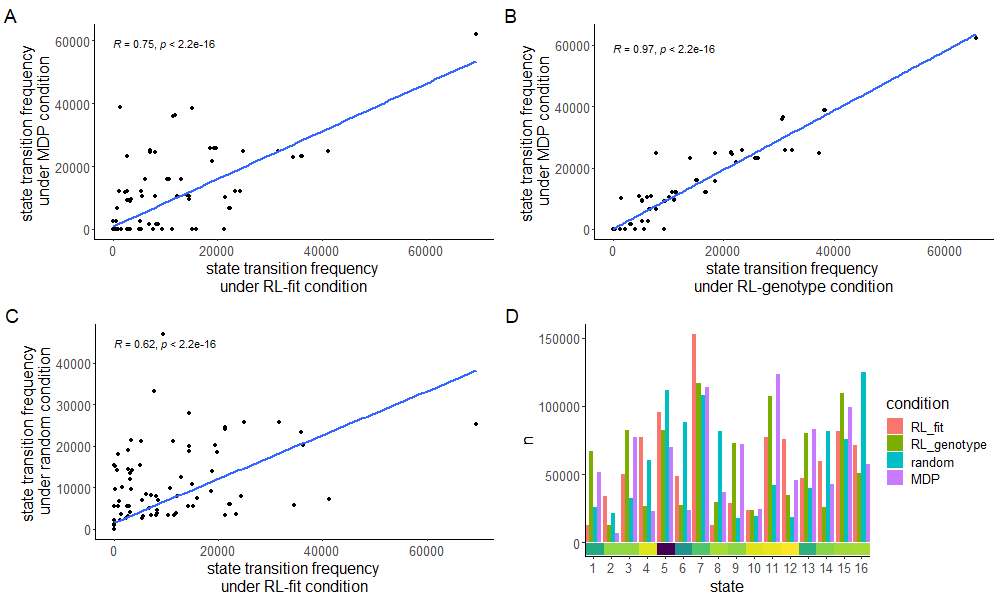 A
R = 0.75, p < 2.2e-16
state transition frequency
under MDP condition
60000
40000
20000
0
0 20000 40000 60000
state transition frequency
under RL-fit condition
B
R = 0.97, p < 2.2e-16
state transition frequency
under MDP condition
60000
40000
20000
0
0 20000 40000 60000
state transition frequency
under RL-genotype condition
C
R = 0.62, p < 2.2e-16
state transition frequency
under random condition
40000
30000
20000
10000
0
0 20000 40000 60000
state transition frequency
under RL-fit condition
D
n
150000
100000
50000
0
1 2 3 4 5 6 7 8 9 10 11 12 13 14 15 16
state
condition
RL_fit
RL_genotype
random
MDP